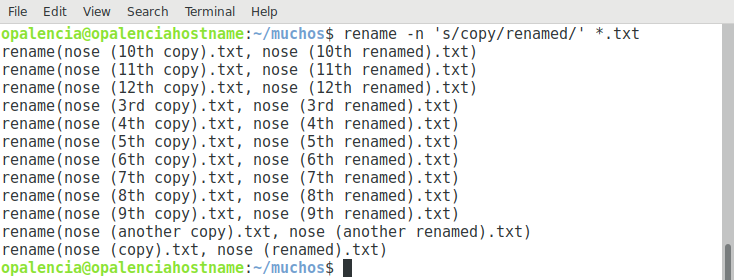 File Edit View Search Terminal Help
opalencia@opalenciahostname:~/muchos$ rename -n 's/copy/renamed/' *.txt
rename(nose (10th copy).txt, nose (10th renamed).txt)
rename(nose (11th copy).txt, nose (11th renamed).txt)
rename(nose (12th copy).txt, nose (12th renamed).txt)
rename(nose (3rd copy).txt, nose (3rd renamed).txt)
rename(nose (4th copy).txt, nose (4th renamed).txt)
rename(nose (5th copy).txt, nose (5th renamed).txt)
rename(nose (6th copy).txt, nose (6th renamed).txt)
rename(nose (7th copy).txt, nose (7th renamed).txt)
rename(nose (8th copy).txt, nose (8th renamed).txt)
rename(nose (9th copy).txt, nose (9th renamed).txt)
rename(nose (another copy).txt, nose (another renamed).txt)
rename(nose (copy).txt, nose (renamed).txt)
opalencia@opalenciahostname:~/muchos$